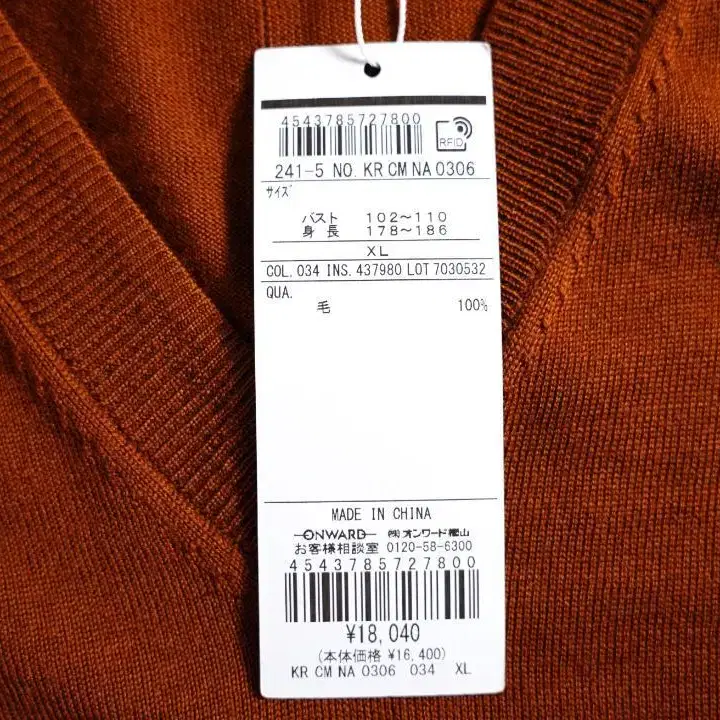 4543785727800
RFID
241-5 NO. KR CM NA 0306
サイズ
バスト 102～110
身長 178～186
XL
COL. 034 INS. 437980 LOT 7030532
QUA.
毛 100%
MADE IN CHINA
ONWARD ㈱オンワード樫山
お客様相談室 0120-58-6300
4543785727800
¥18,040
(本体価格 ¥16,400)
KR CM NA 0306 034 XL